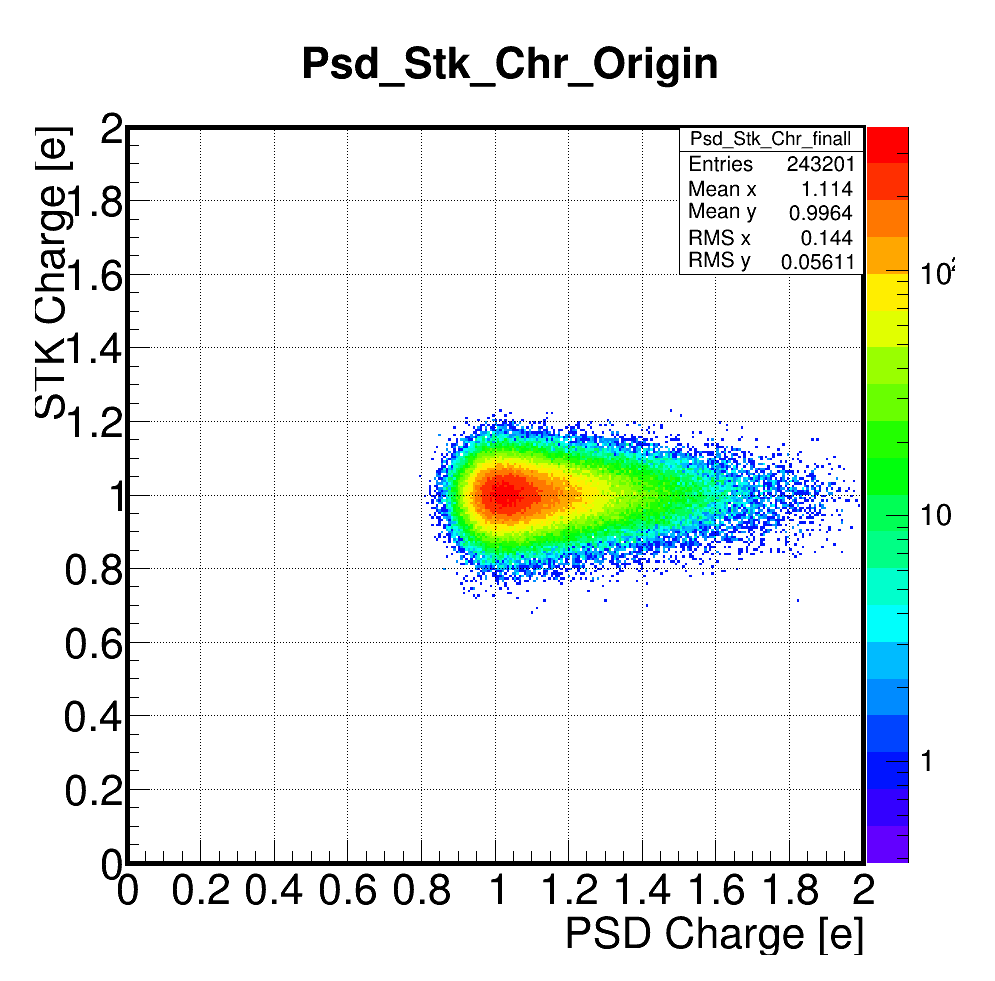 Psd_Stk_Chr_Origin
STK Charge [e]
Psd_Stk_Chr_finall
Entries 243201
Mean x 1.114
Mean y 0.9964
RMS x 0.144
RMS y 0.05611
2
1.8
1.6
1.4
1.2
1
0.8
0.6
0.4
0.2
0
0 0.2 0.4 0.6 0.8 1 1.2 1.4 1.6 1.8 2
PSD Charge [e]
10²
10
1